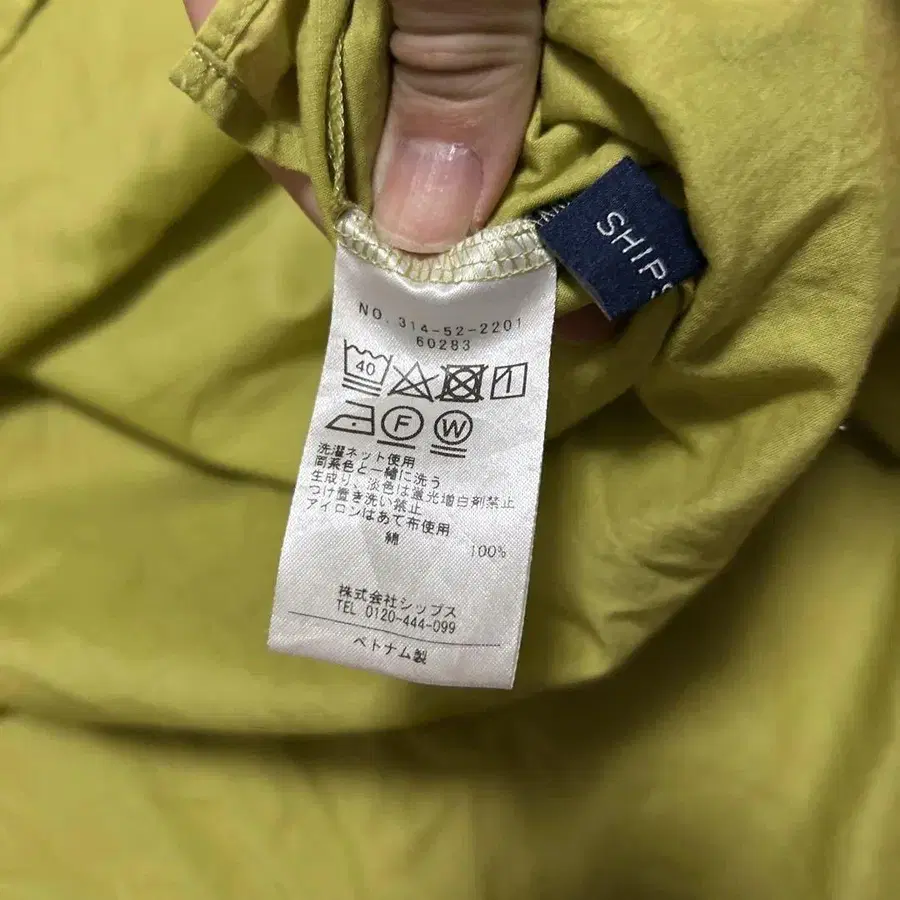 SHIPS
NO. 314-52-2201
60283
40
F W
洗濯ネット使用
同系色と一緒に洗う
生成り、淡色は蛍光増白剤禁止
つけ置き洗い禁止
アイロンはあて布使用
綿 100%
株式会社シップス
TEL 0120-444-099
ベトナム製